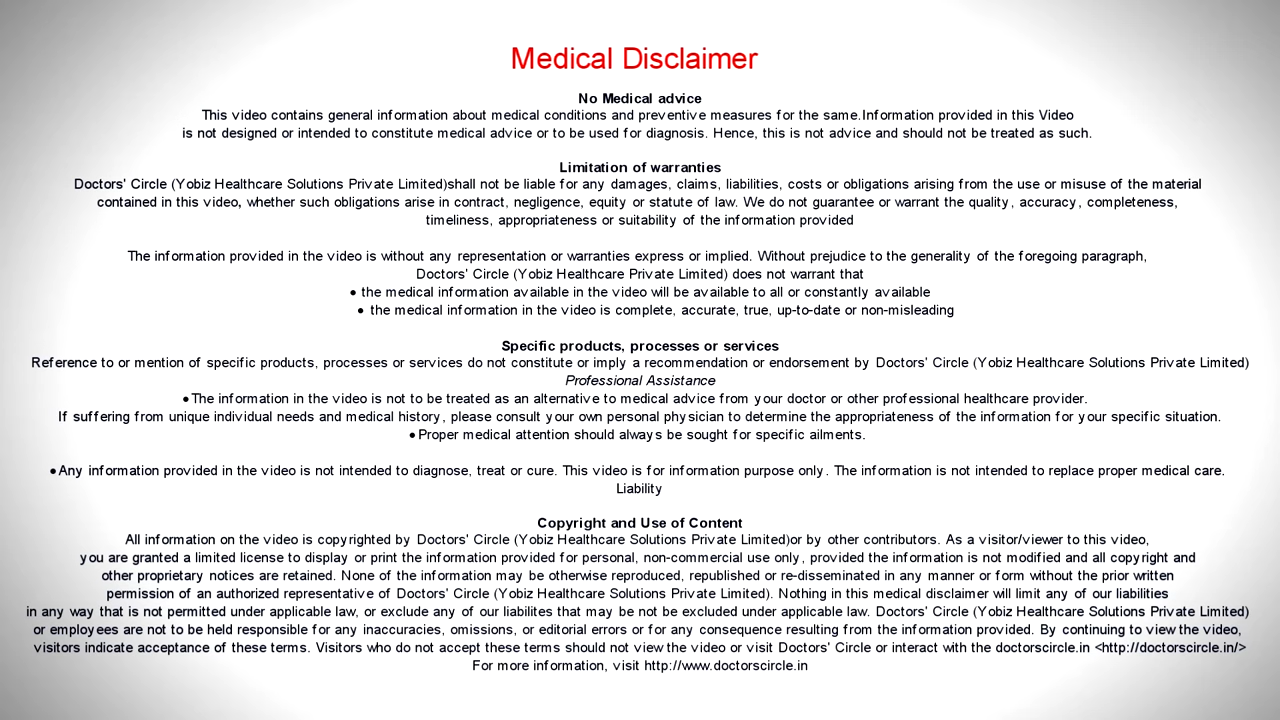 Medical Disclaimer
No Medical advice
This video contains general information about medical conditions and preventive measures for the same.Information provided in this Video
is not designed or intended to constitute medical advice or to be used for diagnosis. Hence, this is not advice and should not be treated as such.
Limitation of warranties
Doctors' Circle (Yobiz Healthcare Solutions Private Limited)shall not be liable for any damages, claims, liabilities, costs or obligations arising from the use or misuse of the material
contained in this video, whether such obligations arise in contract, negligence, equity or statute of law. We do not guarantee or warrant the quality, accuracy, completeness,
timeliness, appropriateness or suitability of the information provided
The information provided in the video is without any representation or warranties express or implied. Without prejudice to the generality of the foregoing paragraph,
Doctors' Circle (Yobiz Healthcare Private Limited) does not warrant that
• the medical information available in the video will be available to all or constantly available
• the medical information in the video is complete, accurate, true, up-to-date or non-misleading
Specific products, processes or services
Reference to or mention of specific products, processes or services do not constitute or imply a recommendation or endorsement by Doctors' Circle (Yobiz Healthcare Solutions Private Limited)
Professional Assistance
•The information in the video is not to be treated as an alternative to medical advice from your doctor or other professional healthcare provider.
If suffering from unique individual needs and medical history, please consult your own personal physician to determine the appropriateness of the information for your specific situation.
•Proper medical attention should always be sought for specific ailments.
•Any information provided in the video is not intended to diagnose, treat or cure. This video is for information purpose only. The information is not intended to replace proper medical care.
Liability
Copyright and Use of Content
All information on the video is copyrighted by Doctors' Circle (Yobiz Healthcare Solutions Private Limited)or by other contributors. As a visitor/viewer to this video,
you are granted a limited license to display or print the information provided for personal, non-commercial use only, provided the information is not modified and all copyright and
other proprietary notices are retained. None of the information may be otherwise reproduced, republished or re-disseminated in any manner or form without the prior written
permission of an authorized representative of Doctors' Circle (Yobiz Healthcare Solutions Private Limited). Nothing in this medical disclaimer will limit any of our liabilities
in any way that is not permitted under applicable law, or exclude any of our liabilites that may be not be excluded under applicable law. Doctors' Circle (Yobiz Healthcare Solutions Private Limited)
or employees are not to be held responsible for any inaccuracies, omissions, or editorial errors or for any consequence resulting from the information provided. By continuing to view the video,
visitors indicate acceptance of these terms. Visitors who do not accept these terms should not view the video or visit Doctors' Circle or interact with the doctorscircle.in <http://doctorscircle.in/>
For more information, visit http://www.doctorscircle.in